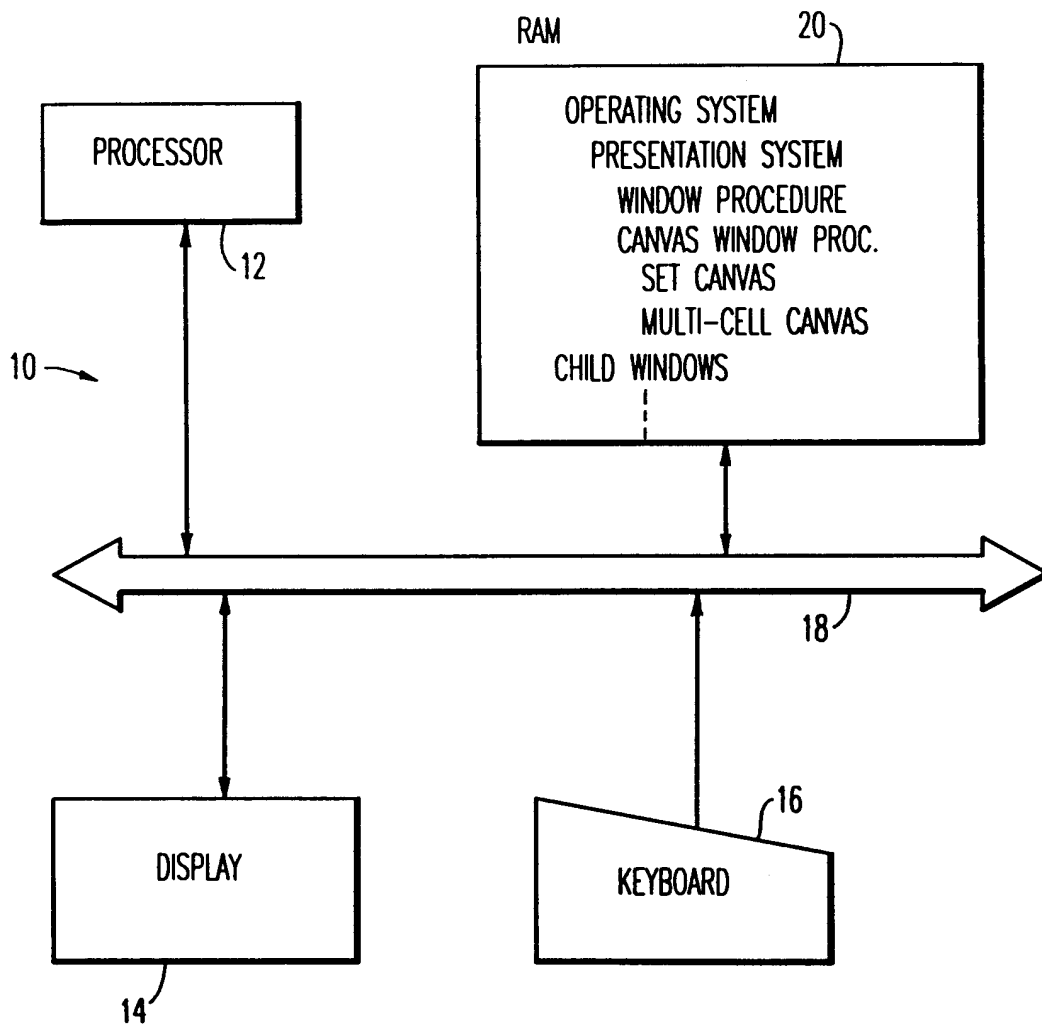 RAM
20
OPERATING SYSTEM
PRESENTATION SYSTEM
WINDOW PROCEDURE
CANVAS WINDOW PROC.
SET CANVAS
MULTI-CELL CANVAS
CHILD WINDOWS
PROCESSOR
12
10
18
DISPLAY
14
16
KEYBOARD